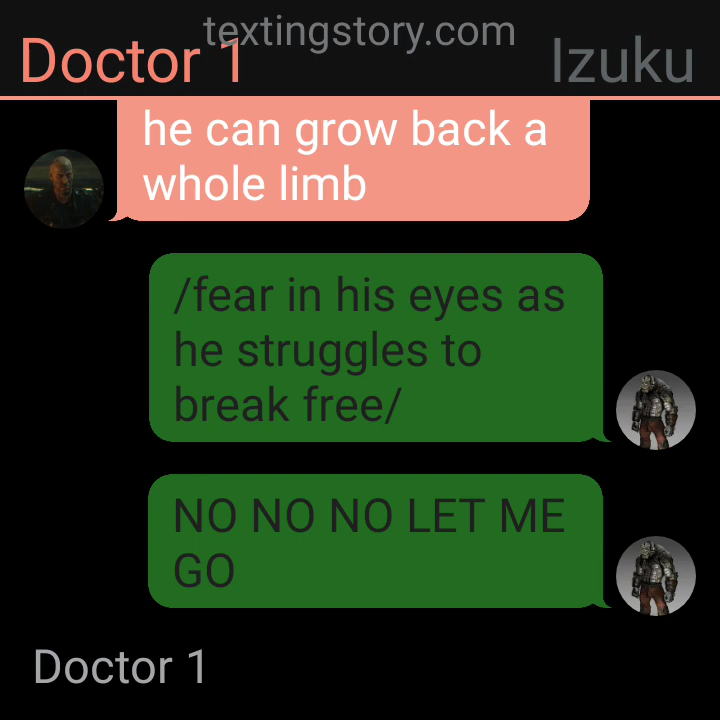 textingstory.com
Doctor 1
Izuku
he can grow back a
whole limb
/fear in his eyes as
he struggles to
break free/
NO NO NO LET ME
GO
Doctor 1